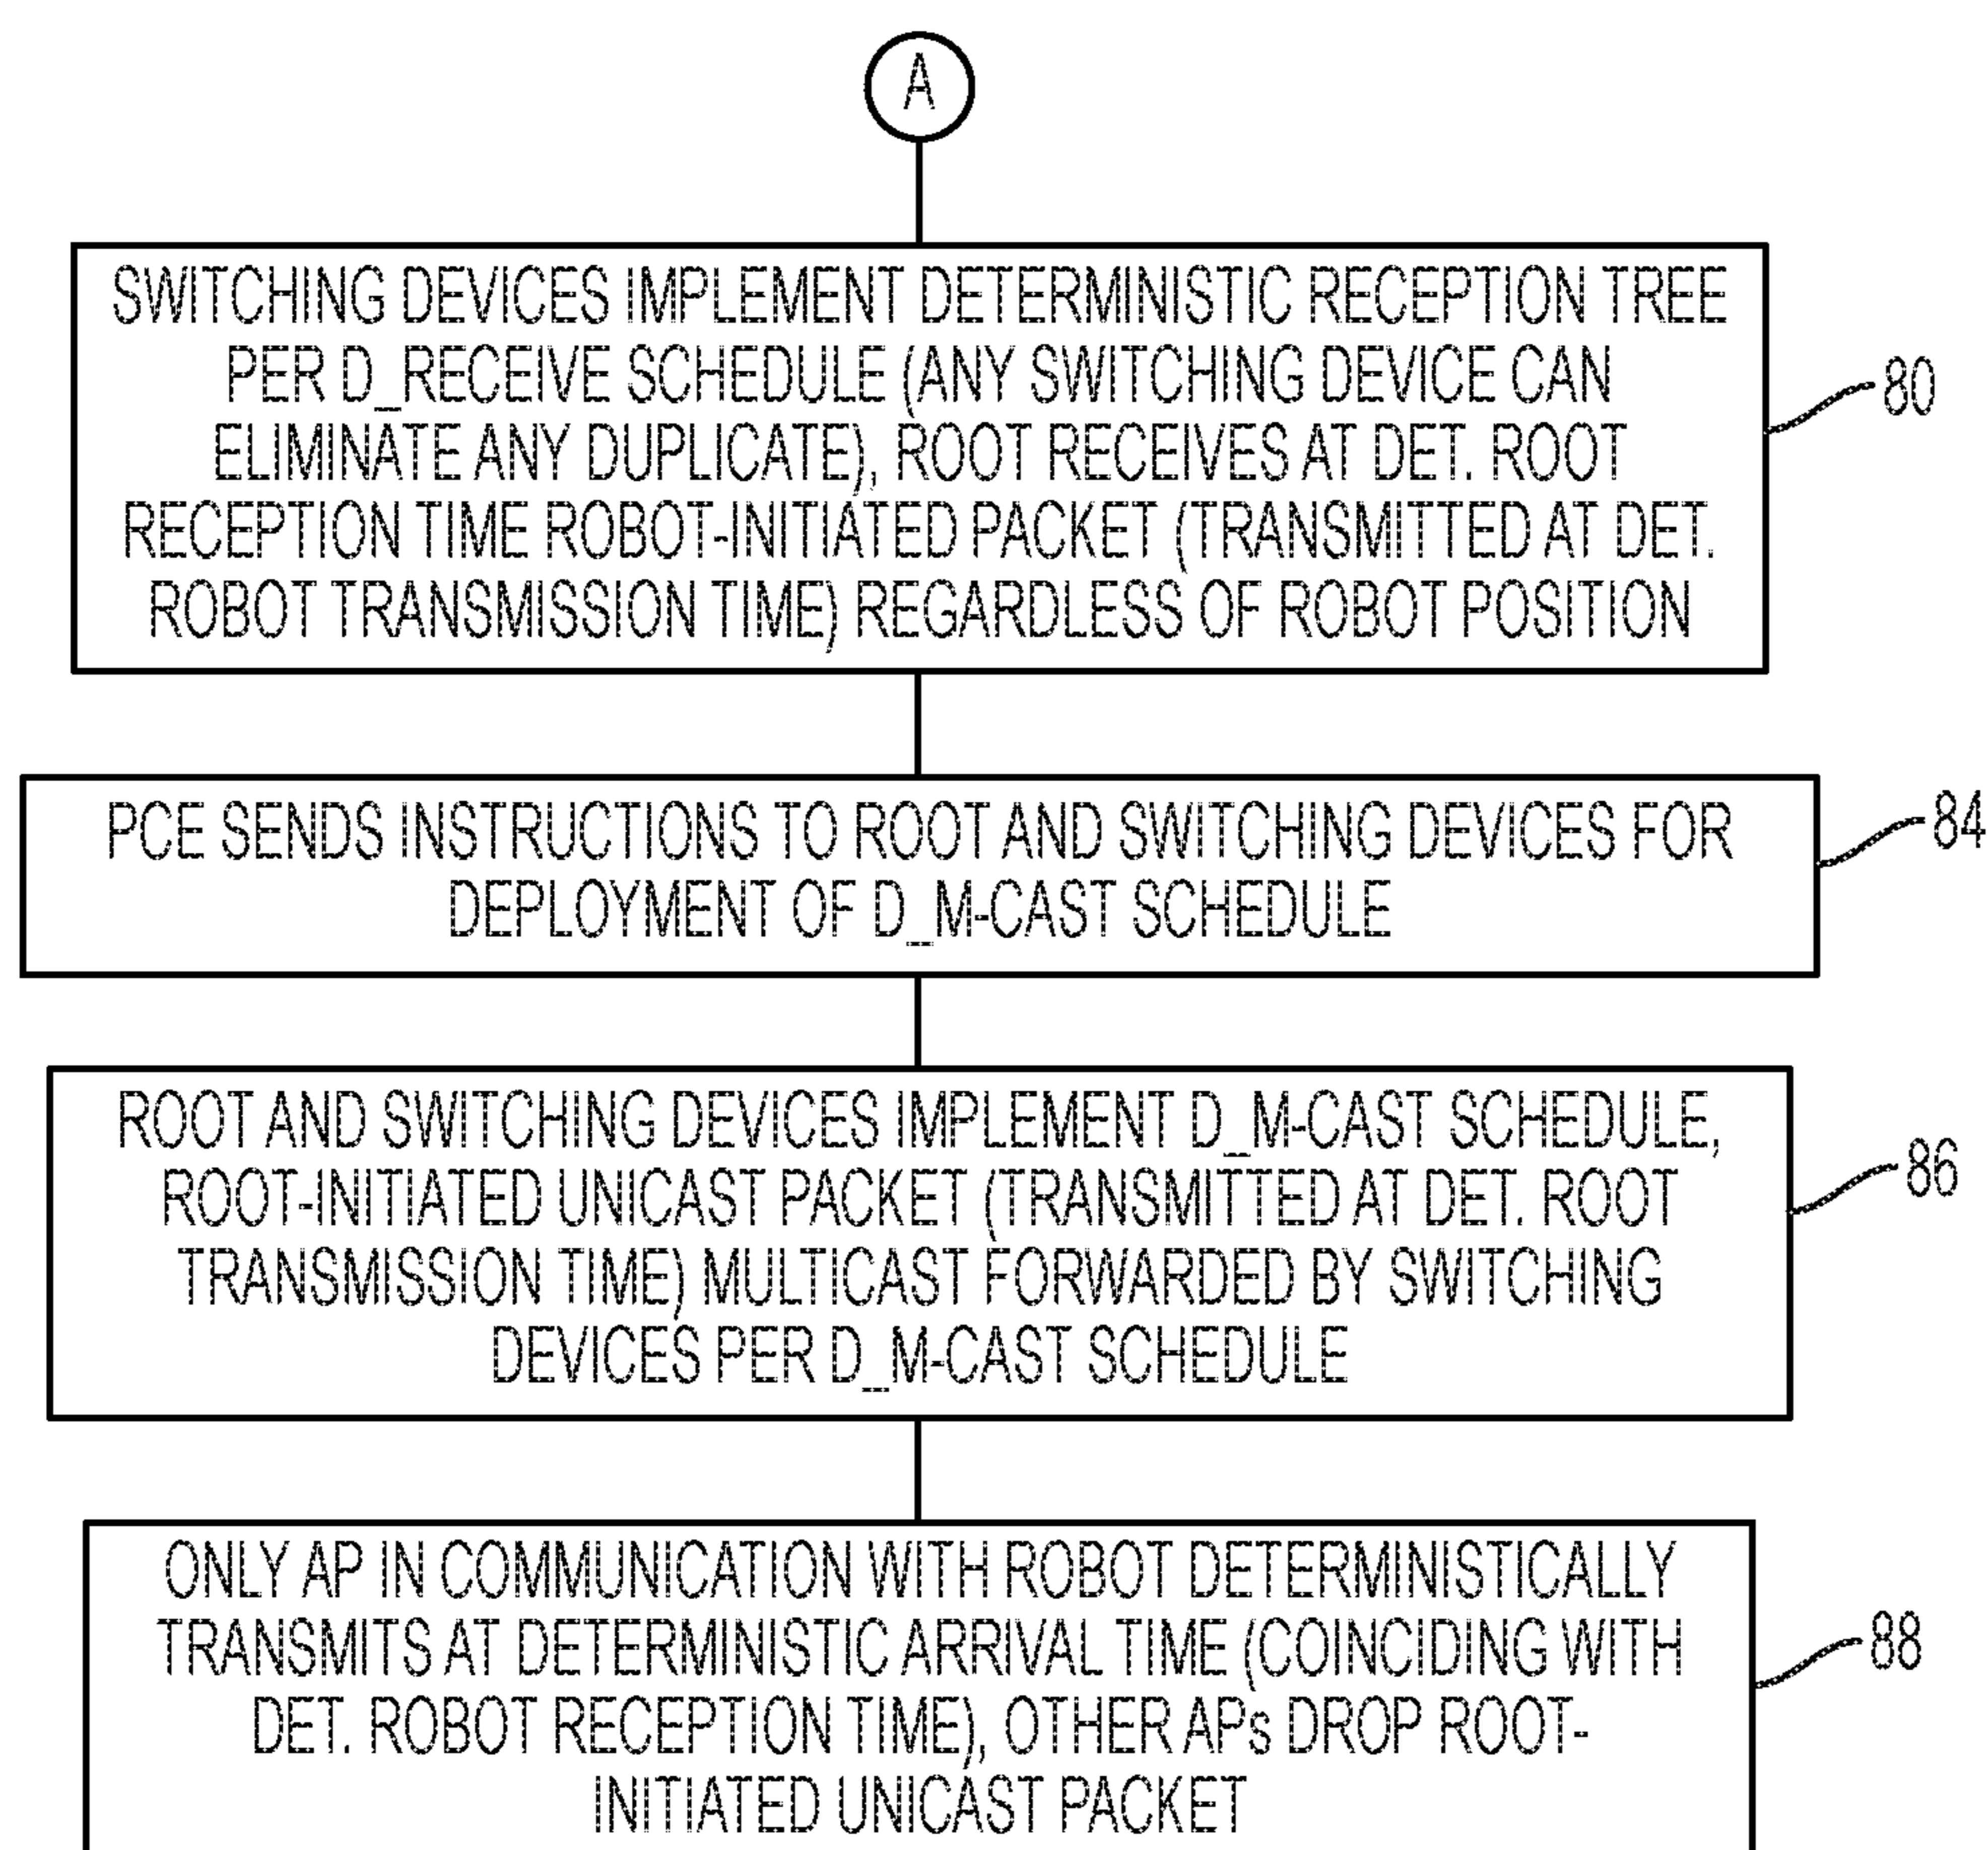 A
SWITCHING DEVICES IMPLEMENT DETERMINISTIC RECEPTION TREE
PER D_RECEIVE SCHEDULE (ANY SWITCHING DEVICE CAN
ELIMINATE ANY DUPLICATE), ROOT RECEIVES AT DET. ROOT
RECEPTION TIME ROBOT-INITIATED PACKET (TRANSMITTED AT DET.
ROBOT TRANSMISSION TIME) REGARDLESS OF ROBOT POSITION
80
PCE SENDS INSTRUCTIONS TO ROOT AND SWITCHING DEVICES FOR
DEPLOYMENT OF D_M-CAST SCHEDULE
84
ROOT AND SWITCHING DEVICES IMPLEMENT D_M-CAST SCHEDULE,
ROOT-INITIATED UNICAST PACKET (TRANSMITTED AT DET. ROOT
TRANSMISSION TIME) MULTICAST FORWARDED BY SWITCHING
DEVICES PER D_M-CAST SCHEDULE
86
ONLY AP IN COMMUNICATION WITH ROBOT DETERMINISTICALLY
TRANSMITS AT DETERMINISTIC ARRIVAL TIME (COINCIDING WITH
DET. ROBOT RECEPTION TIME), OTHER APs DROP ROOT-
INITIATED UNICAST PACKET
88